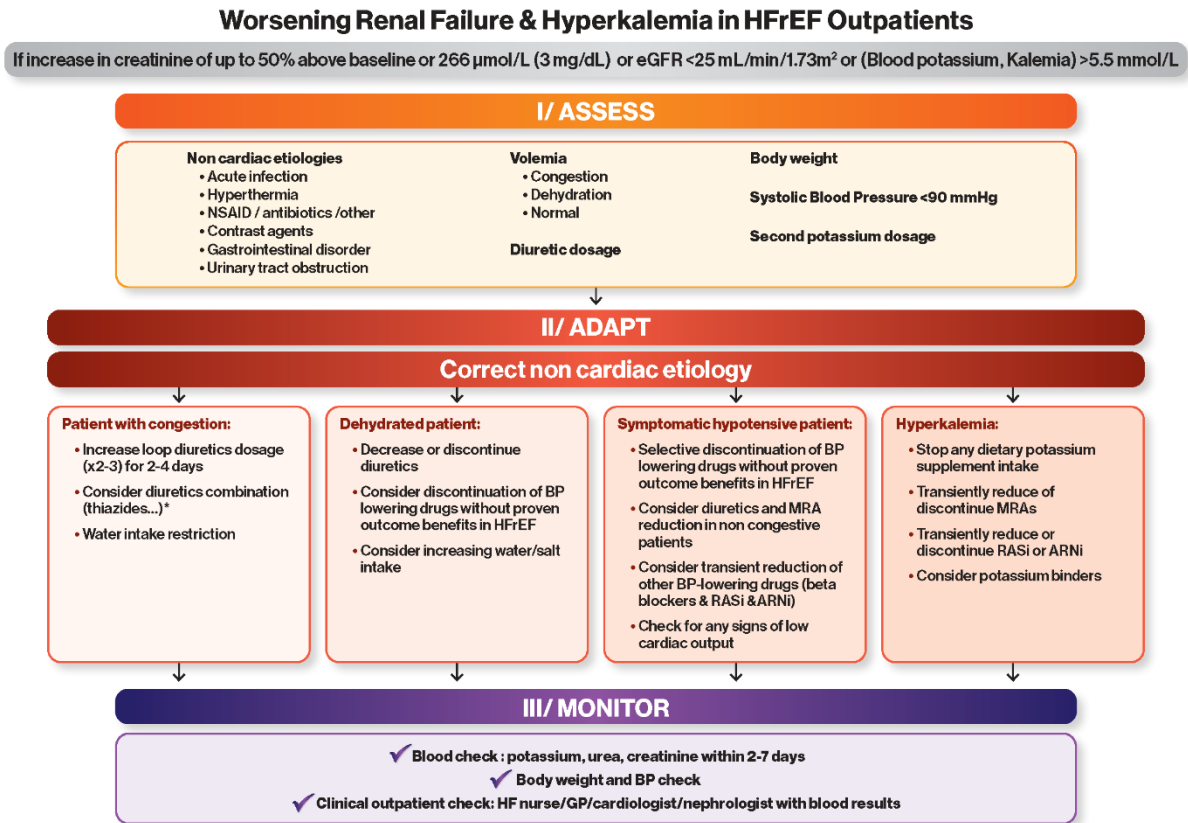 Worsening Renal Failure & Hyperkalemia in HFrEF Outpatients
If increase in creatinine of up to 50% above baseline or 266 µmol/L (3 mg/dL) or eGFR <25 mL/min/1.73m² or (Blood potassium, Kalemia) >5.5 mmol/L
I/ ASSESS
Non cardiac etiologies
• Acute infection
• Hyperthermia
• NSAID / antibiotics /other
• Contrast agents
• Gastrointestinal disorder
• Urinary tract obstruction
Volemia
• Congestion
• Dehydration
• Normal
Diuretic dosage
Body weight
Systolic Blood Pressure <90 mmHg
Second potassium dosage
II/ ADAPT
Correct non cardiac etiology
Patient with congestion:
• Increase loop diuretics dosage
(x2-3) for 2-4 days
• Consider diuretics combination
(thiazides...)*
• Water intake restriction
Dehydrated patient:
• Decrease or discontinue
diuretics
• Consider discontinuation of BP
lowering drugs without proven
outcome benefits in HFrEF
• Consider increasing water/salt
intake
Symptomatic hypotensive patient:
• Selective discontinuation of BP
lowering drugs without proven
outcome benefits in HFrEF
• Consider diuretics and MRA
reduction in non congestive
patients
• Consider transient reduction of
other BP-lowering drugs (beta
blockers & RASi &ARNi)
• Check for any signs of low
cardiac output
Hyperkalemia:
• Stop any dietary potassium
supplement intake
• Transiently reduce of
discontinue MRAs
• Transiently reduce or
discontinue RASi or ARNi
• Consider potassium binders
III/ MONITOR
✓ Blood check : potassium, urea, creatinine within 2-7 days
✓ Body weight and BP check
✓ Clinical outpatient check: HF nurse/GP/cardiologist/nephrologist with blood results